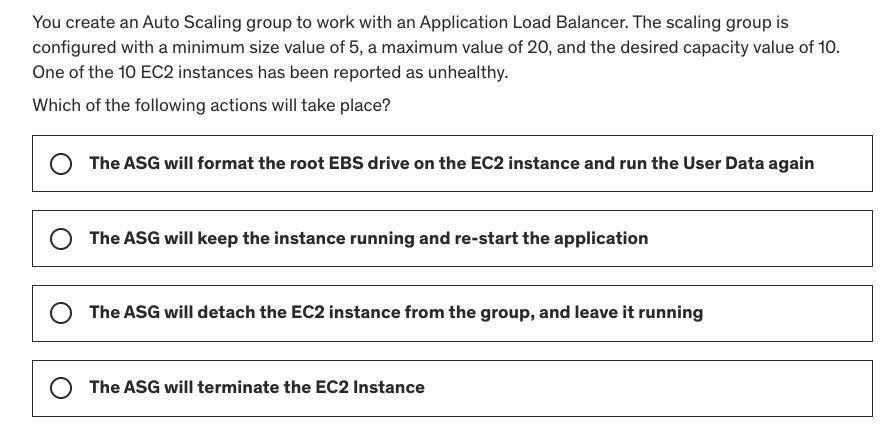 You create an Auto Scaling group to work with an Application Load Balancer. The scaling group is
configured with a minimum size value of 5, a maximum value of 20, and the desired capacity value of 10.
One of the 10 EC2 instances has been reported as unhealthy.
Which of the following actions will take place?
The ASG will format the root EBS drive on the EC2 instance and run the User Data again
The ASG will keep the instance running and re-start the application
The ASG will detach the EC2 instance from the group, and leave it running
The ASG will terminate the EC2 Instance